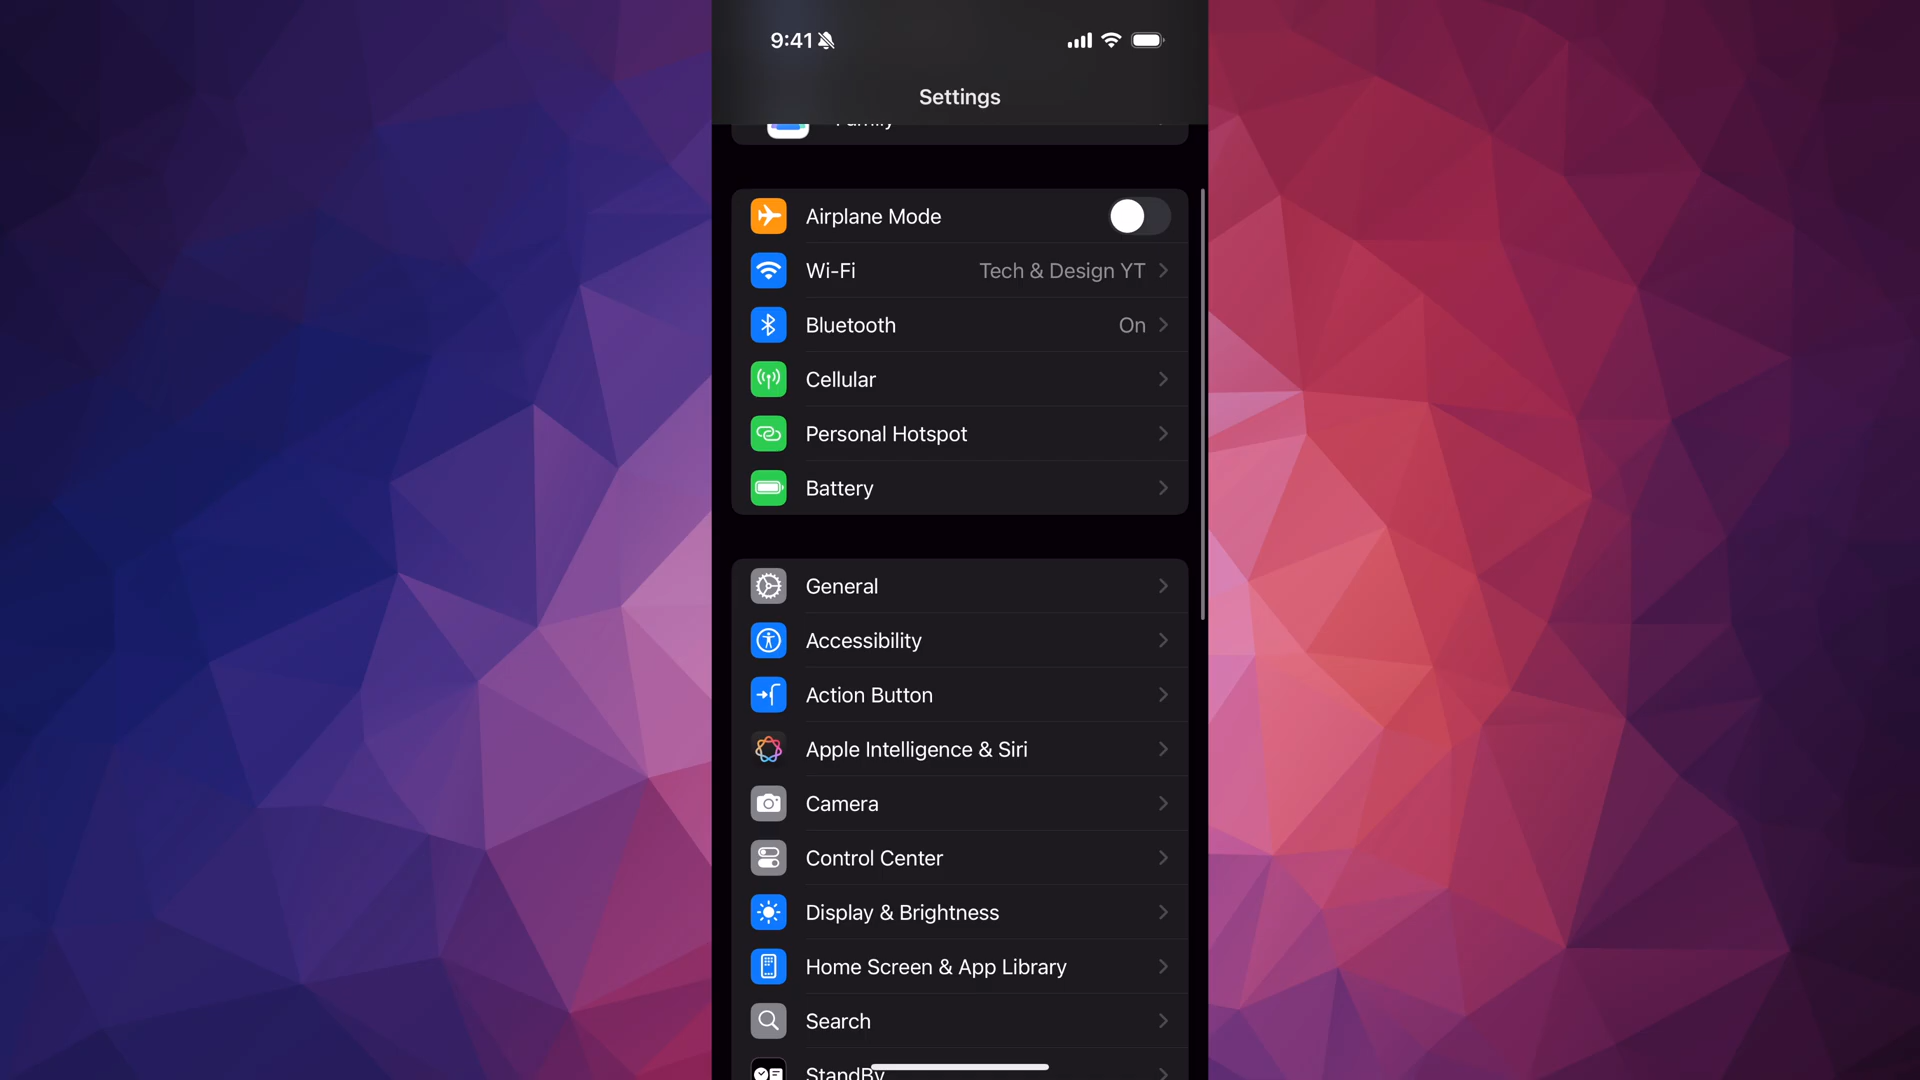 9:41
Settings
Family
Airplane Mode
Wi-Fi Tech & Design YT
Bluetooth On
Cellular
Personal Hotspot
Battery
General
Accessibility
Action Button
Apple Intelligence & Siri
Camera
Control Center
Display & Brightness
Home Screen & App Library
Search
StandBy